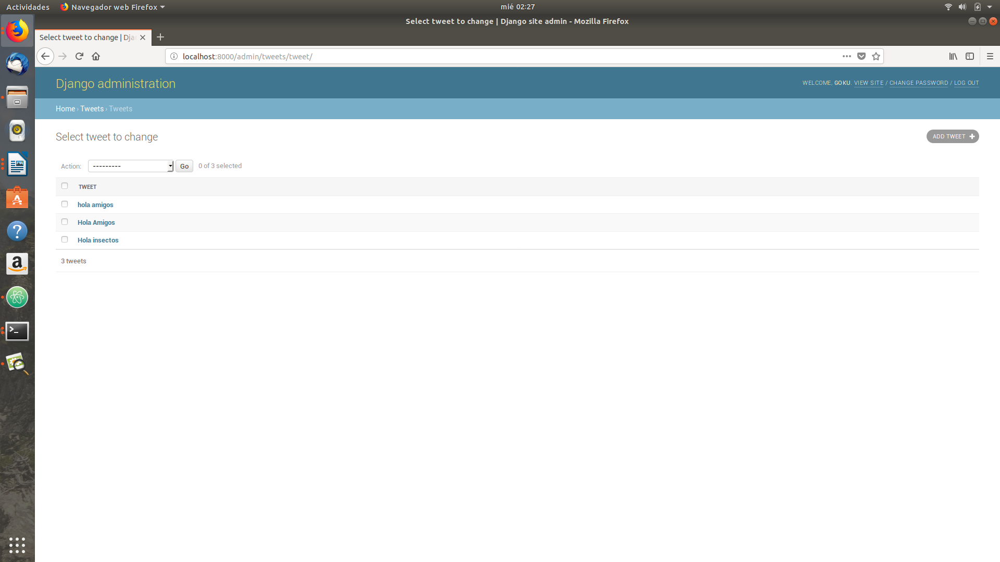 Actividades
Navegador web Firefox
mié 02:27
Select tweet to change | Django site admin - Mozilla Firefox
Select tweet to change | Dja
localhost:8000/admin/tweets/tweet/
Django administration
WELCOME, GOKU. VIEW SITE / CHANGE PASSWORD / LOG OUT
Home › Tweets › Tweets
Select tweet to change
ADD TWEET +
Action: --------- Go 0 of 3 selected
TWEET
hola amigos
Hola Amigos
Hola insectos
3 tweets